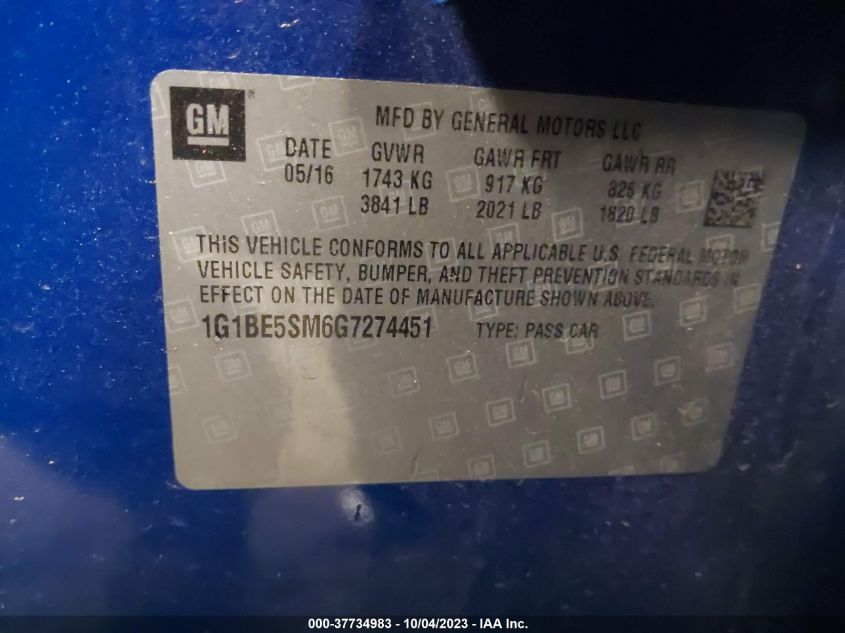 GM ®
MFD BY GENERAL MOTORS LLC
DATE GVWR GAWR FRT GAWR RR
05/16 1743 KG 917 KG 826 KG
3841 LB 2021 LB 1820 LB
THIS VEHICLE CONFORMS TO ALL APPLICABLE U.S. FEDERAL MOTOR
VEHICLE SAFETY, BUMPER, AND THEFT PREVENTION STANDARDS IN
EFFECT ON THE DATE OF MANUFACTURE SHOWN ABOVE.
1G1BE5SM6G7274451 TYPE: PASS CAR
000-37734983 - 10/04/2023 - IAA Inc.